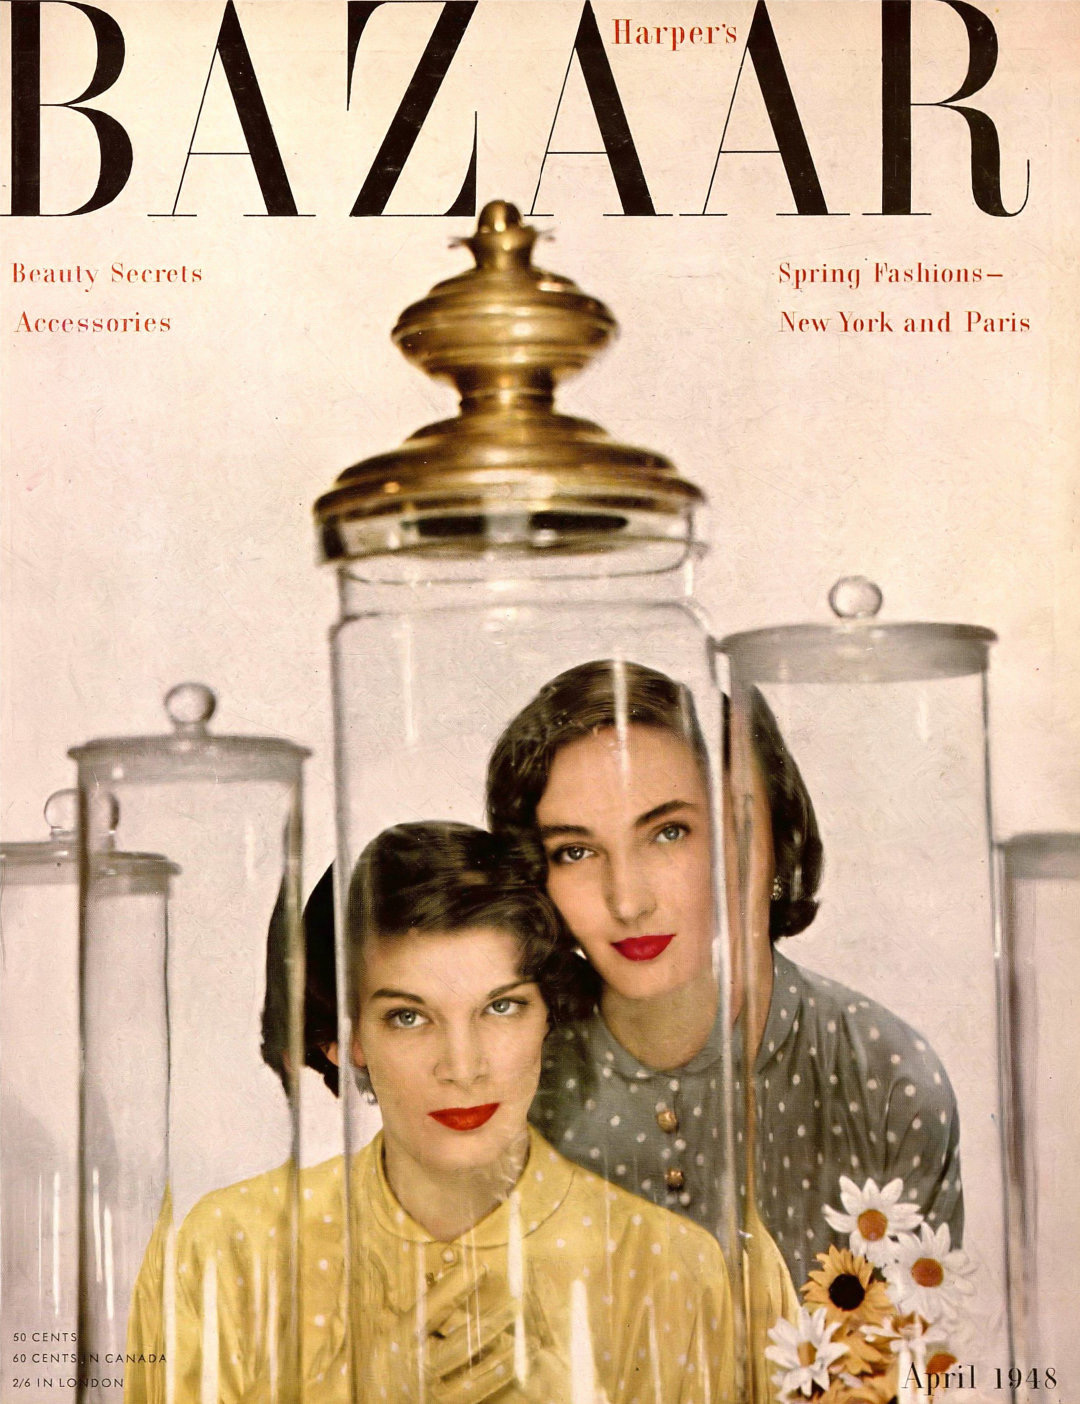 Harper's
BAZAAR
Beauty Secrets
Accessories
Spring Fashions—
New York and Paris
50 CENTS
60 CENTS IN CANADA
2/6 IN LONDON
April 1948